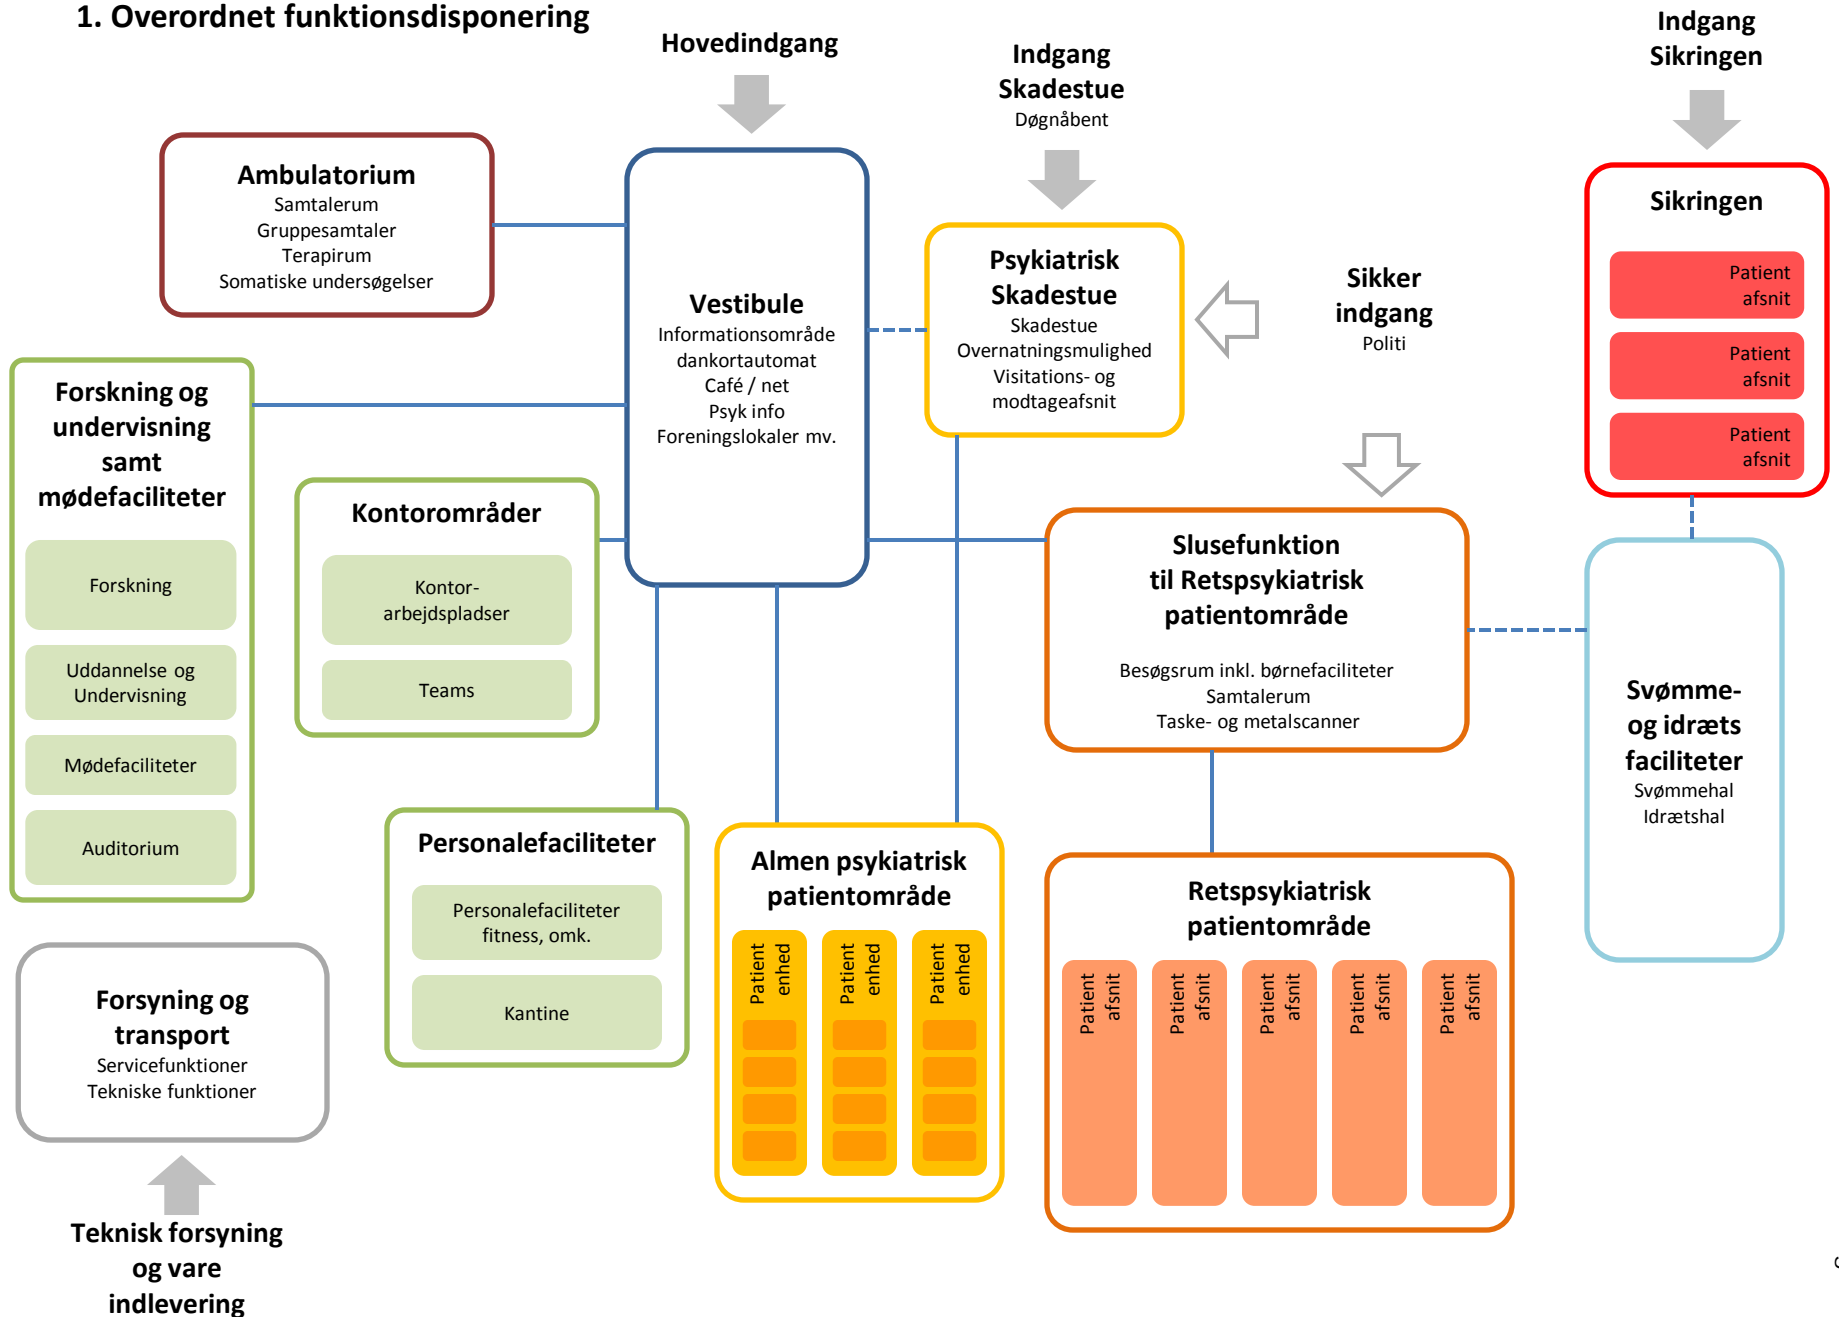 1. Overordnet funktionsdisponering
Hovedindgang
Indgang
Skadestue
Døgnåbent
Indgang
Sikringen
Ambulatorium
Samtalerum
Gruppesamtaler
Terapirum
Somatiske undersøgelser
Vestibule
Informationsområde
dankortautomat
Café / net
Psyk info
Foreningslokaler mv.
Psykiatrisk
Skadestue
Skadestue
Overnatningsmulighed
Visitations- og
modtageafsnit
Sikker
indgang
Politi
Sikringen
Patient
afsnit
Patient
afsnit
Patient
afsnit
Forskning og
undervisning
samt
mødefaciliteter
Forskning
Uddannelse og
Undervisning
Mødefaciliteter
Auditorium
Kontorområder
Kontor-
arbejdspladser
Teams
Slusefunktion
til Retspsykiatrisk
patientområde
Besøgsrum inkl. børnefaciliteter
Samtalerum
Taske- og metalscanner
Svømme-
og idræts
faciliteter
Svømmehal
Idrætshal
Personalefaciliteter
Personalefaciliteter
fitness, omk.
Kantine
Almen psykiatrisk
patientområde
Patient
enhed
Patient
enhed
Patient
enhed
Retspsykiatrisk
patientområde
Patient
afsnit
Patient
afsnit
Patient
afsnit
Patient
afsnit
Patient
afsnit
Forsyning og
transport
Servicefunktioner
Tekniske funktioner
Teknisk forsyning
og vare
indlevering